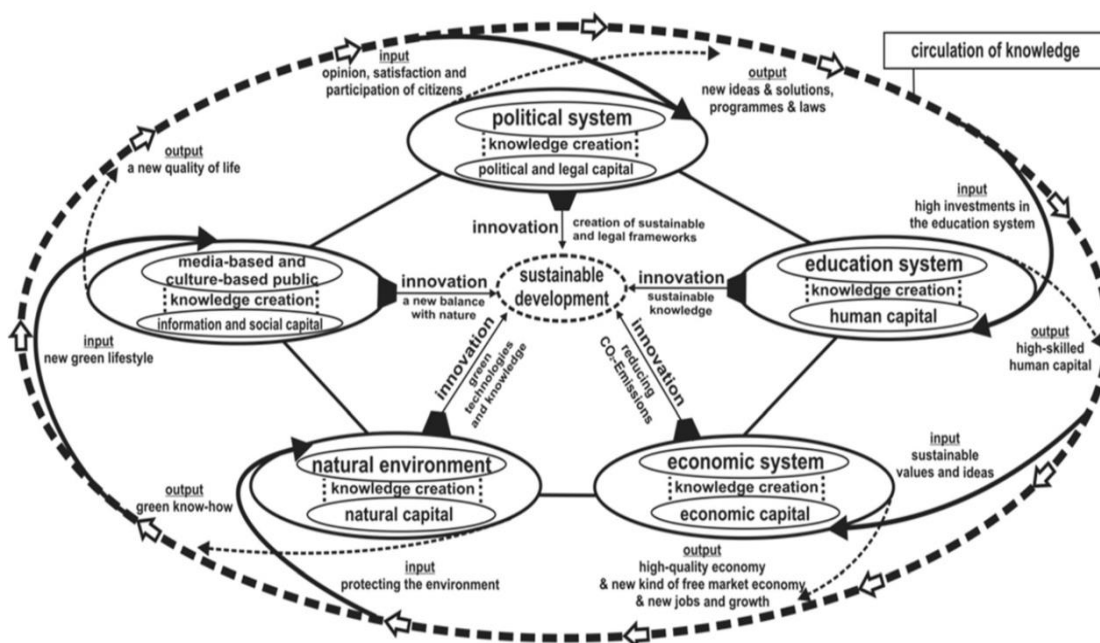 circulation of knowledge
input
opinion, satisfaction and
participation of citizens
output
new ideas & solutions,
programmes & laws
political system
knowledge creation
political and legal capital
output
a new quality of life
innovation
creation of sustainable
and legal frameworks
input
high investments in
the education system
media-based and
culture-based public
knowledge creation
information and social capital
innovation
a new balance
with nature
sustainable
development
innovation
sustainable
knowledge
education system
knowledge creation
human capital
input
new green lifestyle
output
high-skilled
human capital
innovation
green
technologies
and knowledge
innovation
reducing
CO₂-Emissions
natural environment
knowledge creation
natural capital
economic system
knowledge creation
economic capital
input
sustainable
values and ideas
output
green know-how
input
protecting the environment
output
high-quality economy
& new kind of free market economy
& new jobs and growth